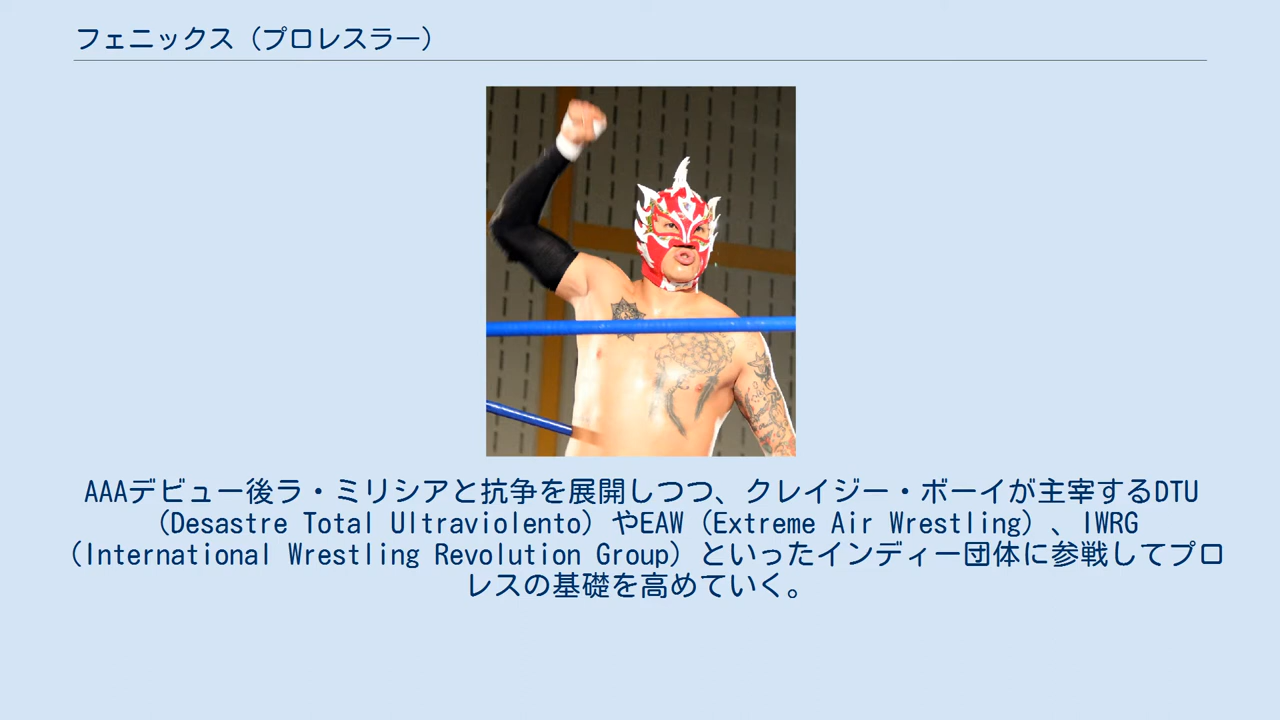 フェニックス（プロレスラー）
AAAデビュー後ラ・ミリシアと抗争を展開しつつ、クレイジー・ボーイが主宰するDTU
（Desastre Total Ultraviolento）やEAW（Extreme Air Wrestling）、IWRG
（International Wrestling Revolution Group）といったインディー団体に参戦してプロ
レスの基礎を高めていく。